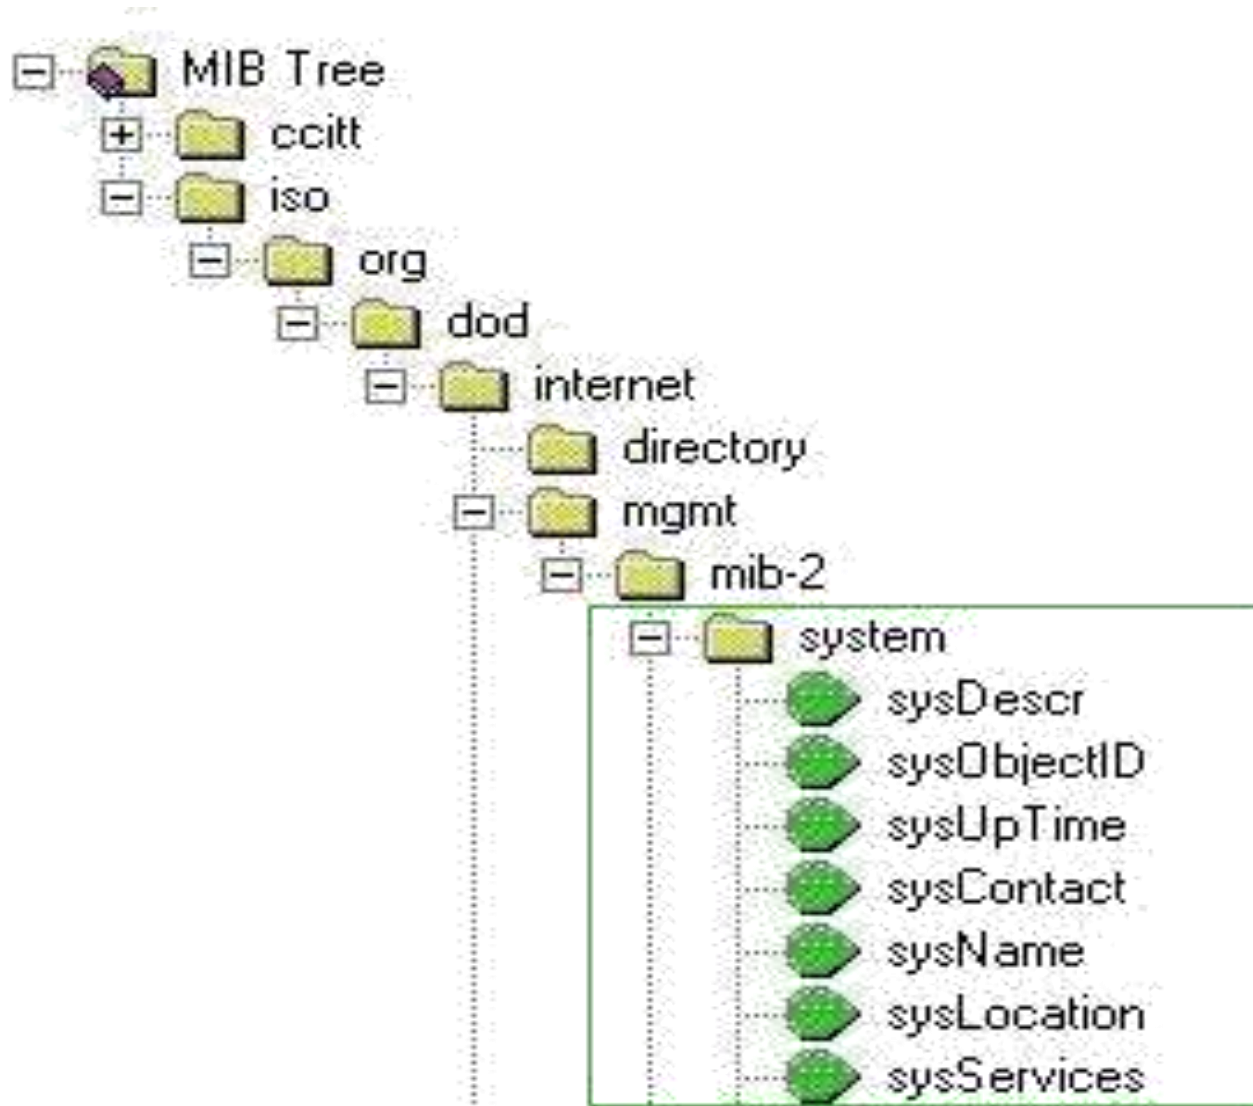 MIB Tree
ccitt
iso
org
dod
internet
directory
mgmt
mib-2
system
sysDescr
sysObjectID
sysUpTime
sysContact
sysName
sysLocation
sysServices